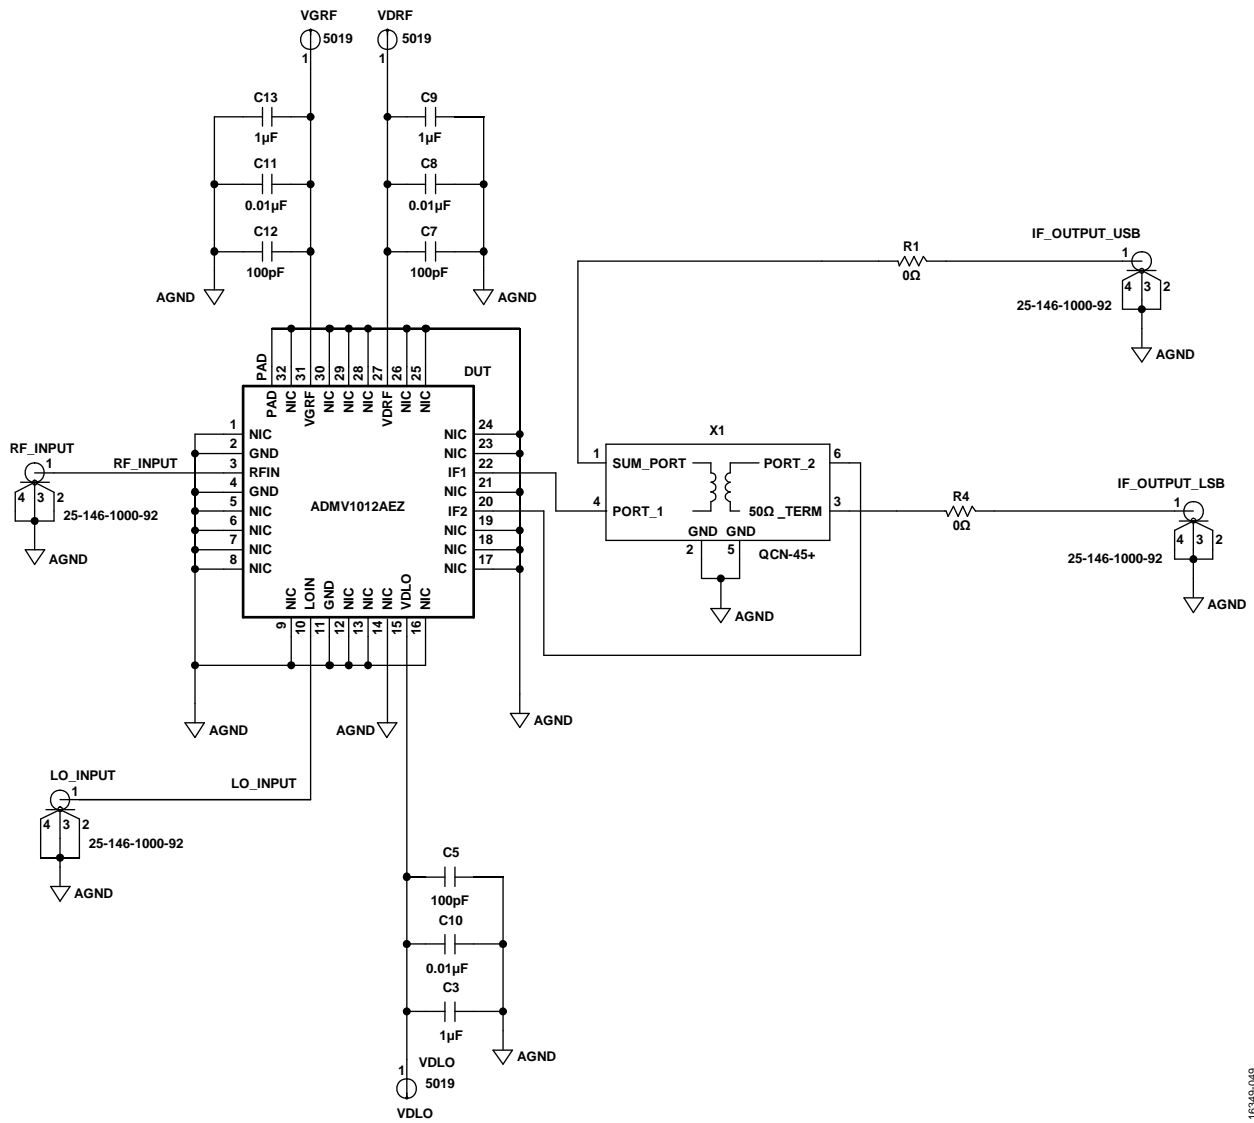 VGRF
5019
1
VDRF
5019
1
C13
1µF
C11
0.01µF
C12
100pF
AGND
C9
1µF
C8
0.01µF
C7
100pF
AGND
R1
0Ω
IF_OUTPUT_USB
1
4 3 2
25-146-1000-92
AGND
PAD
32
31
30
29
28
27
26
25
DUT
PAD
NIC
VGRF
NIC
NIC
NIC
VDRF
NIC
NIC
1 NIC
2 GND
3 RFIN
4 GND
5 NIC
6 NIC
7 NIC
8 NIC
ADMV1012AEZ
NIC 24
NIC 23
IF1 22
NIC 21
IF2 20
NIC 19
NIC 18
NIC 17
NIC
LOIN
GND
NIC
NIC
NIC
VDLO
NIC
9
10
11
12
13
14
15
16
RF_INPUT
1
RF_INPUT
4 3 2
25-146-1000-92
AGND
X1
1 SUM_PORT
PORT_2 6
4 PORT_1
50Ω_TERM 3
GND GND
2 5
QCN-45+
AGND
R4
0Ω
IF_OUTPUT_LSB
1
4 3 2
25-146-1000-92
AGND
AGND
AGND
AGND
LO_INPUT
1
LO_INPUT
4 3 2
25-146-1000-92
AGND
C5
100pF
C10
0.01µF
C3
1µF
AGND
VDLO
1
5019
VDLO
16349-049